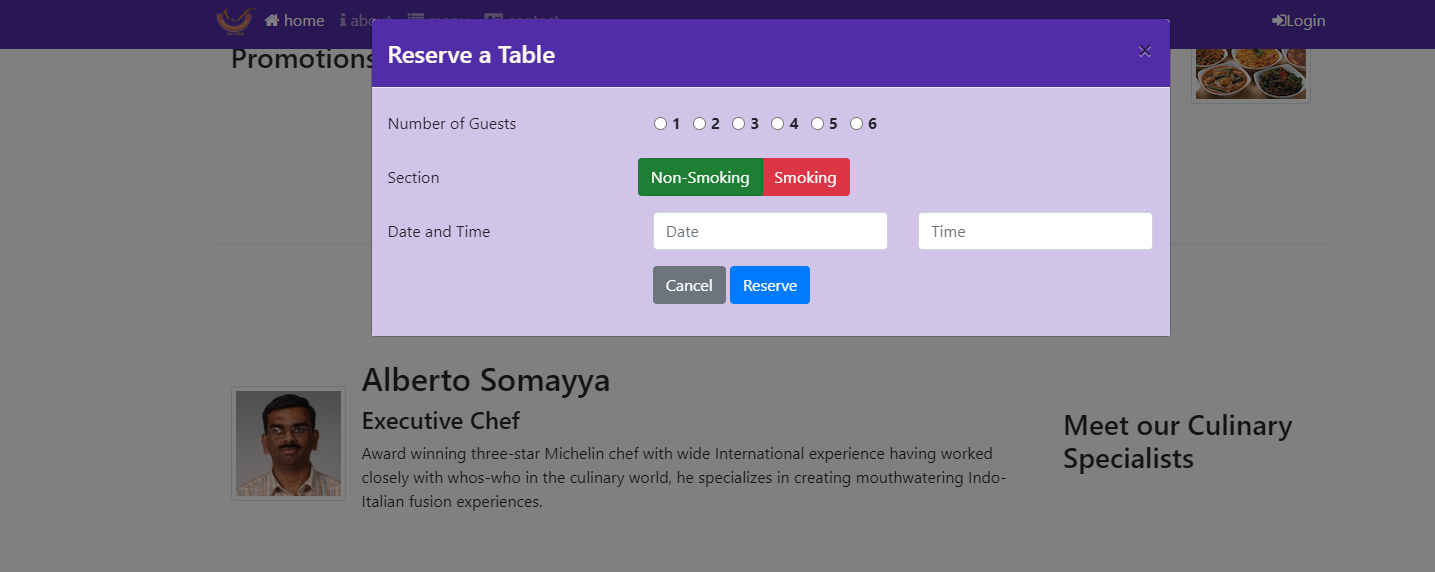 home about menu contact Login
Promotions
Reserve a Table ×
Number of Guests 1 2 3 4 5 6
Section Non-Smoking Smoking
Date and Time Date Time
Cancel Reserve
Alberto Somayya
Executive Chef
Award winning three-star Michelin chef with wide International experience having worked
closely with whos-who in the culinary world, he specializes in creating mouthwatering Indo-
Italian fusion experiences.
Meet our Culinary
Specialists